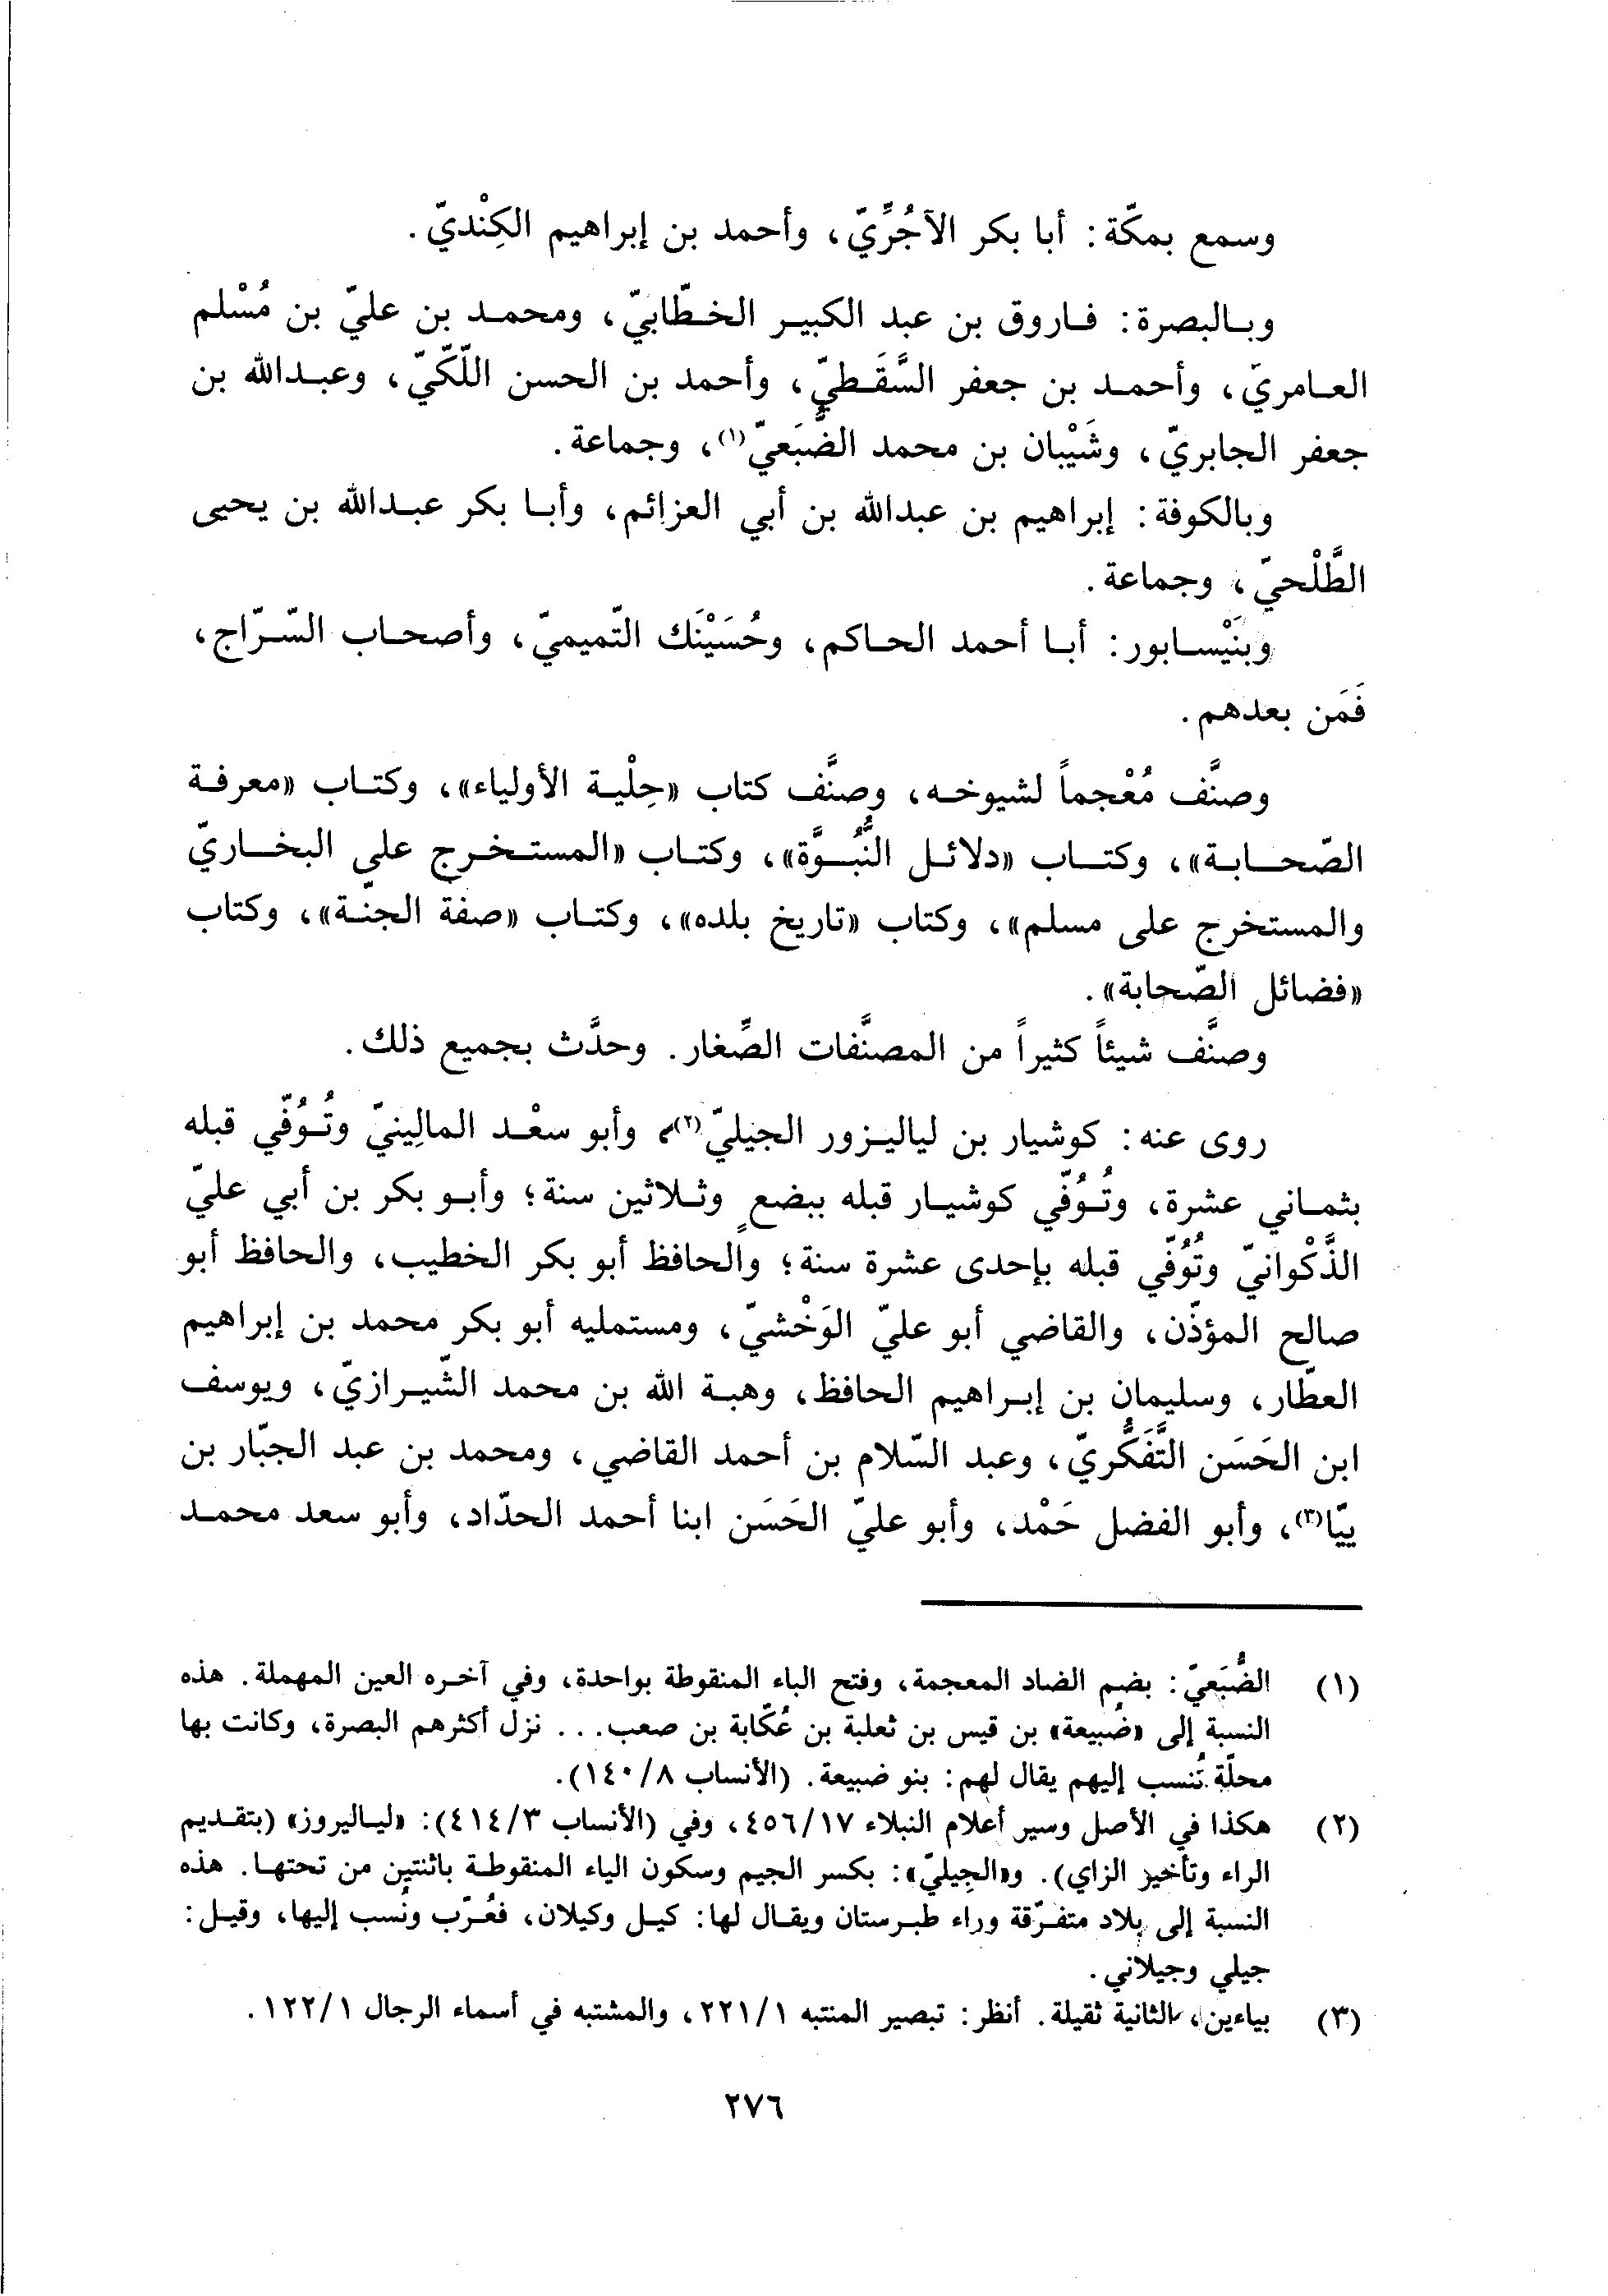 وسمع بمكّة: أبا بكر الآجُرِّيّ، وأحمد بن إبراهيم الكِنْديّ.
وبالبصرة: فاروق بن عبد الكبير الخطّابيّ، ومحمد بن عليّ بن مُسْلم
العامريّ، وأحمد بن جعفر السَّقَطيّ، وأحمد بن الحسن اللّكّيّ، وعبدالله بن
جعفر الجابريّ، وشَيْبان بن محمد الضُّبَعيّ(١)، وجماعة.
وبالكوفة: إبراهيم بن عبدالله بن أبي العزائم، وأبا بكر عبدالله بن يحيى
الطَّلْحيّ، وجماعة.
وبنَيْسابور: أبا أحمد الحاكم، وحُسَيْنَك التّميميّ، وأصحاب السّرّاج،
فَمَن بعدهم.
وصنَّف مُعْجماً لشيوخه، وصنَّف كتاب «حِلْية الأولياء»، وكتاب «معرفة
الصّحابة»، وكتاب «دلائل النُّبُوَّة»، وكتاب «المستخرج على البخاريّ
والمستخرج على مسلم»، وكتاب «تاريخ بلده»، وكتاب «صفة الجنّة»، وكتاب
«فضائل الصّحابة».
وصنَّف شيئاً كثيراً من المصنَّفات الصِّغار. وحدَّث بجميع ذلك.
روى عنه: كوشيار بن لياليزور الجيليّ(٢)، وأبو سعْد المالِينيّ وتُوُفّي قبله
بثماني عشرة، وتُوُفّي كوشيار قبله ببضعٍ وثلاثين سنة؛ وأبو بكر بن أبي عليّ
الذَّكْوانيّ وتُوُفّي قبله بإحدى عشرة سنة؛ والحافظ أبو بكر الخطيب، والحافظ أبو
صالح المؤذّن، والقاضي أبو عليّ الوَخْشيّ، ومستمليه أبو بكر محمد بن إبراهيم
العطّار، وسليمان بن إبراهيم الحافظ، وهبة الله بن محمد الشّيرازيّ، ويوسف
ابن الحَسَن التَّفَكُّريّ، وعبد السّلام بن أحمد القاضي، ومحمد بن عبد الجبّار بن
ييّا(٣)، وأبو الفضل حَمْد، وأبو عليّ الحَسَن ابنا أحمد الحدّاد، وأبو سعد محمد
(١) الضُّبَعيّ: بضم الضاد المعجمة، وفتح الباء المنقوطة بواحدة، وفي آخره العين المهملة. هذه
النسبة إلى «ضُبيعة» بن قيس بن ثعلبة بن عُكّابة بن صعب... نزل أكثرهم البصرة، وكانت بها
محلّة تُنسب إليهم يقال لهم: بنو ضبيعة. (الأنساب ١٤٠/٨).
(٢) هكذا في الأصل وسير أعلام النبلاء ٤٥٦/١٧، وفي (الأنساب ٤١٤/٣): «لياليروز» (بتقديم
الراء وتأخير الزاي). و«الجِيليّ»: بكسر الجيم وسكون الياء المنقوطة باثنتين من تحتها. هذه
النسبة إلى بلاد متفرّقة وراء طبرستان ويقال لها: كيل وكيلان، فعُرّب ونُسب إليها، وقيل:
جيلي وجيلاني.
(٣) بياءين، الثانية ثقيلة. أنظر: تبصير المنتبه ٢٢١/١، والمشتبه في أسماء الرجال ١٢٢/١.
٢٧٦